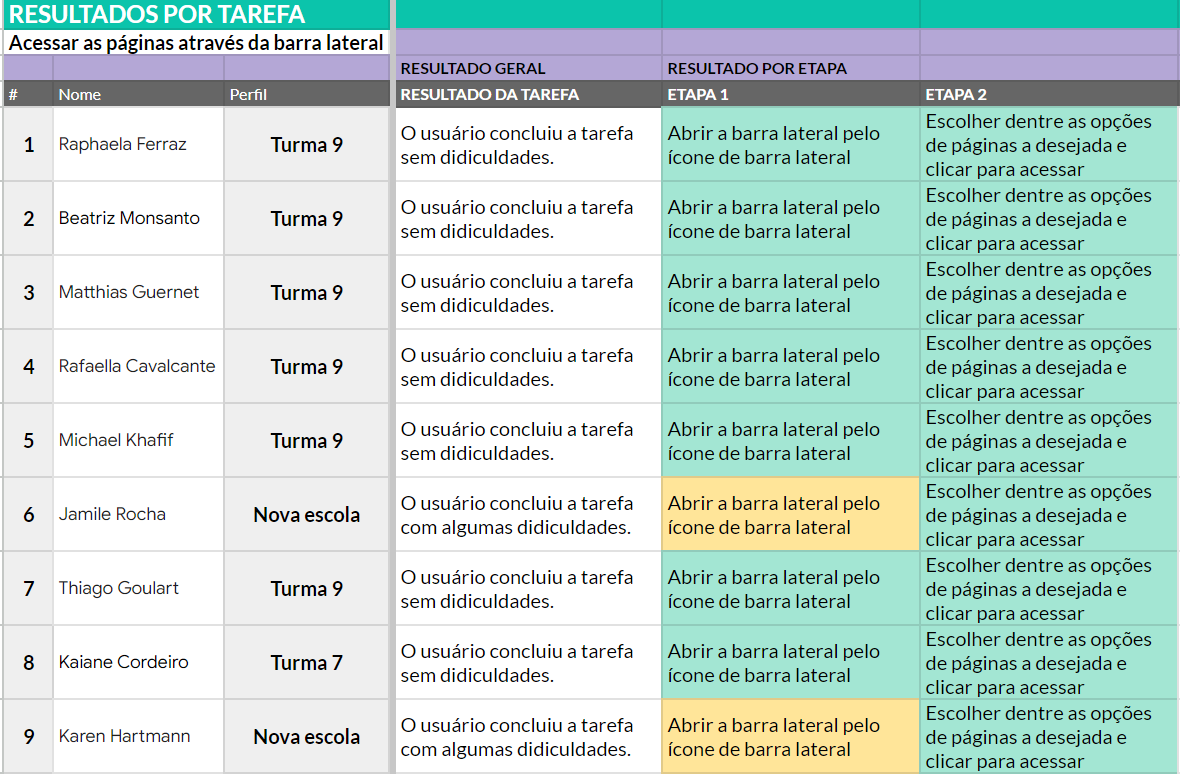 RESULTADOS POR TAREFA
Acessar as páginas através da barra lateral
RESULTADO GERAL RESULTADO POR ETAPA
# Nome Perfil RESULTADO DA TAREFA ETAPA 1 ETAPA 2
1 Raphaela Ferraz Turma 9
O usuário concluiu a tarefa
sem didiculdades.
Abrir a barra lateral pelo
ícone de barra lateral
Escolher dentre as opções
de páginas a desejada e
clicar para acessar
2 Beatriz Monsanto Turma 9
O usuário concluiu a tarefa
sem didiculdades.
Abrir a barra lateral pelo
ícone de barra lateral
Escolher dentre as opções
de páginas a desejada e
clicar para acessar
3 Matthias Guernet Turma 9
O usuário concluiu a tarefa
sem didiculdades.
Abrir a barra lateral pelo
ícone de barra lateral
Escolher dentre as opções
de páginas a desejada e
clicar para acessar
4 Rafaella Cavalcante Turma 9
O usuário concluiu a tarefa
sem didiculdades.
Abrir a barra lateral pelo
ícone de barra lateral
Escolher dentre as opções
de páginas a desejada e
clicar para acessar
5 Michael Khafif Turma 9
O usuário concluiu a tarefa
sem didiculdades.
Abrir a barra lateral pelo
ícone de barra lateral
Escolher dentre as opções
de páginas a desejada e
clicar para acessar
6 Jamile Rocha Nova escola
O usuário concluiu a tarefa
com algumas didiculdades.
Abrir a barra lateral pelo
ícone de barra lateral
Escolher dentre as opções
de páginas a desejada e
clicar para acessar
7 Thiago Goulart Turma 9
O usuário concluiu a tarefa
sem didiculdades.
Abrir a barra lateral pelo
ícone de barra lateral
Escolher dentre as opções
de páginas a desejada e
clicar para acessar
8 Kaiane Cordeiro Turma 7
O usuário concluiu a tarefa
sem didiculdades.
Abrir a barra lateral pelo
ícone de barra lateral
Escolher dentre as opções
de páginas a desejada e
clicar para acessar
9 Karen Hartmann Nova escola
O usuário concluiu a tarefa
com algumas didiculdades.
Abrir a barra lateral pelo
ícone de barra lateral
Escolher dentre as opções
de páginas a desejada e
clicar para acessar